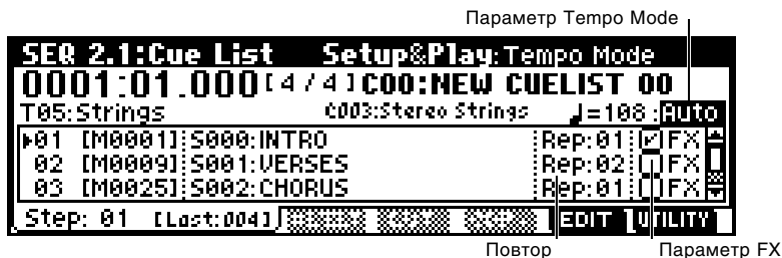 Параметр Tempo Mode
SEQ 2.1:Cue List Setup&Play:Tempo Mode
0001:01.000[4/4]C00:NEW CUELIST 00
T05:Strings C003:Stereo Strings ♩=108:Auto
01 [M0001]:S000:INTRO Rep:01 FX
02 [M0009]:S001:VERSES Rep:02 FX
03 [M0025]:S002:CHORUS Rep:01 FX
Step: 01 [Last:004] EDIT UTILITY
Повтор Параметр FX